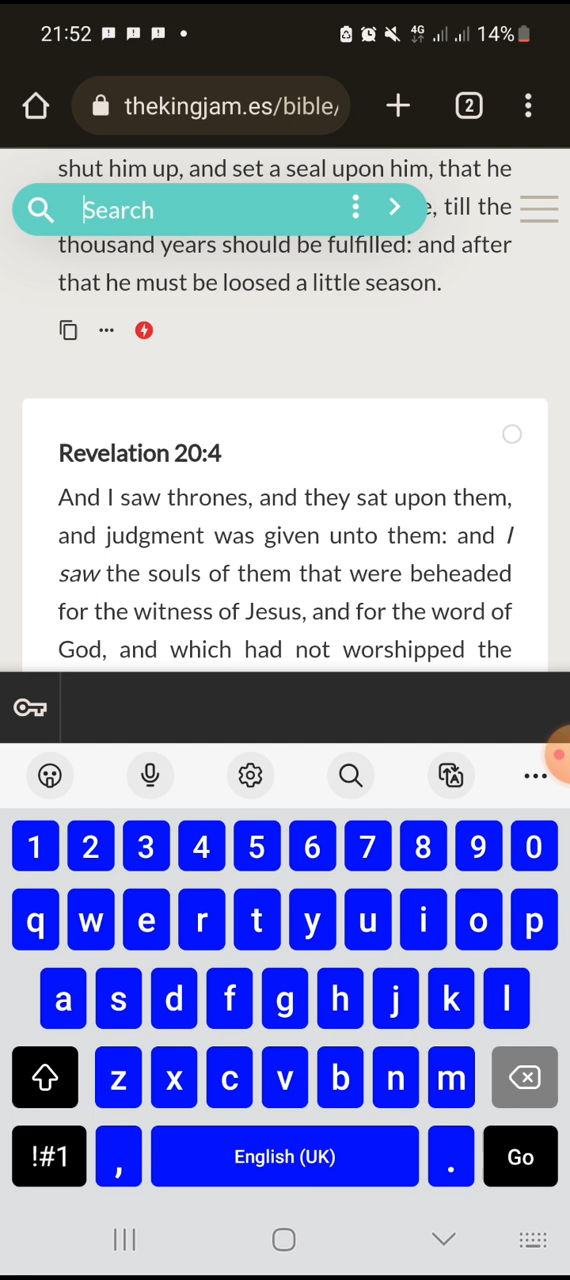 21:52
4G
14%
thekingjam.es/bible/
2
shut him up, and set a seal upon him, that he
Search
e, till the
thousand years should be fulfilled: and after
that he must be loosed a little season.
Revelation 20:4
And I saw thrones, and they sat upon them,
and judgment was given unto them: and I
saw the souls of them that were beheaded
for the witness of Jesus, and for the word of
God, and which had not worshipped the
1 2 3 4 5 6 7 8 9 0
q w e r t y u i o p
a s d f g h j k l
z x c v b n m
!#1 , English (UK) . Go